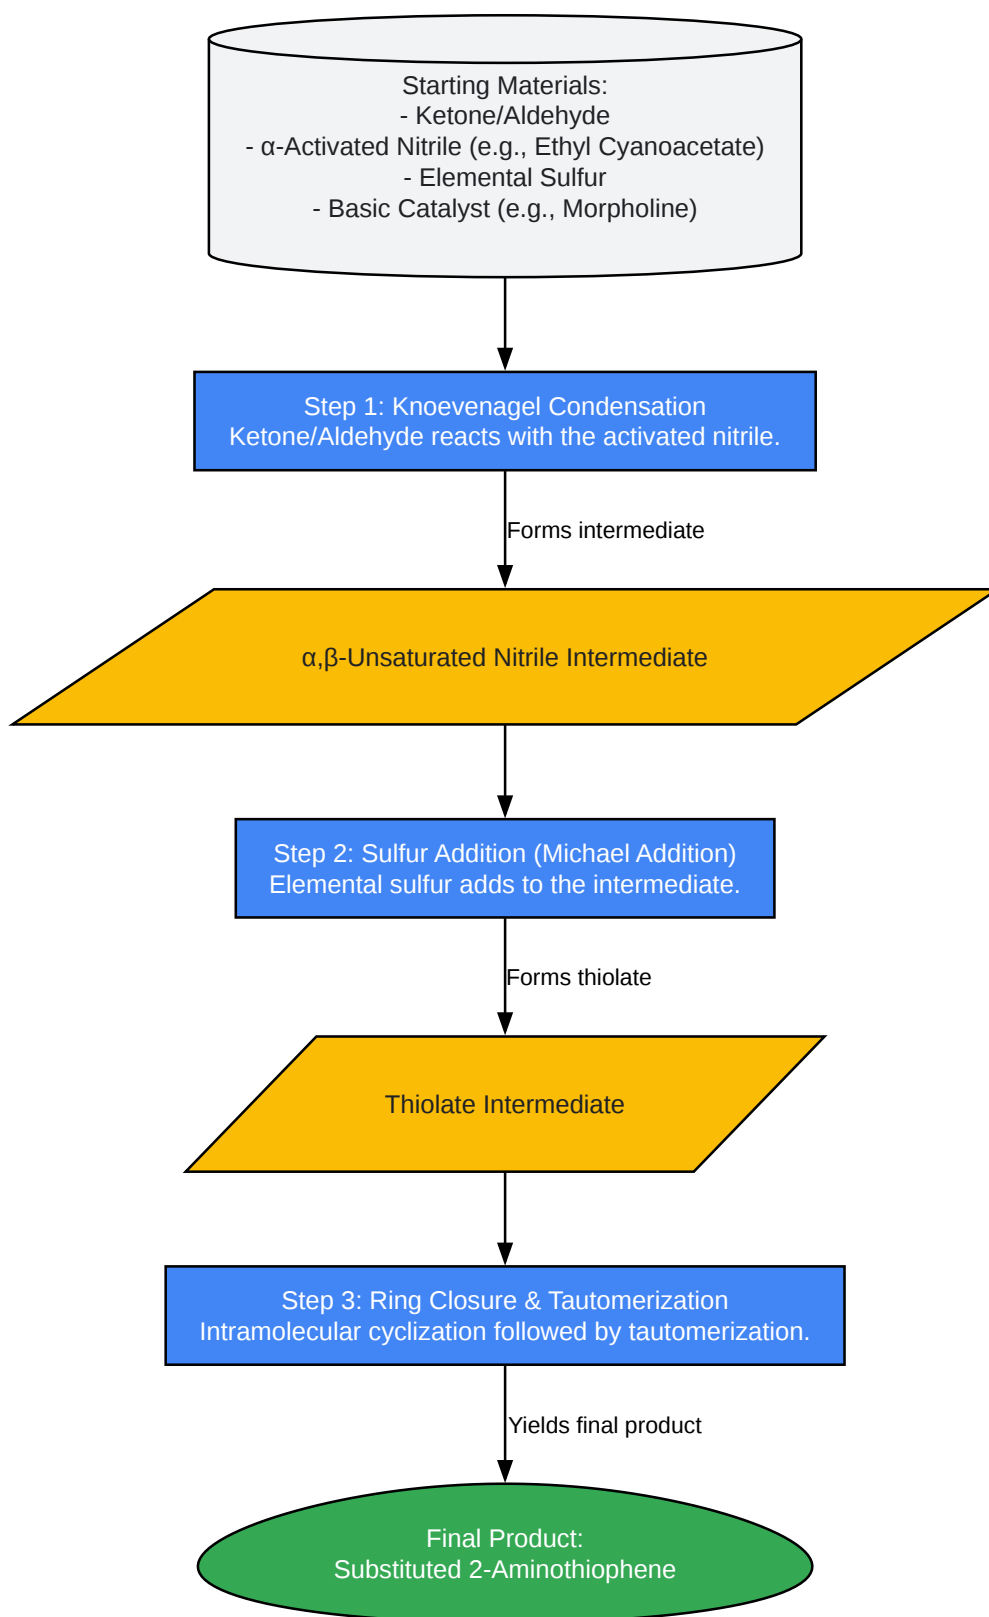 Starting Materials:
- Ketone/Aldehyde
- α-Activated Nitrile (e.g., Ethyl Cyanoacetate)
- Elemental Sulfur
- Basic Catalyst (e.g., Morpholine)
Step 1: Knoevenagel Condensation
Ketone/Aldehyde reacts with the activated nitrile.
Forms intermediate
α,β-Unsaturated Nitrile Intermediate
Step 2: Sulfur Addition (Michael Addition)
Elemental sulfur adds to the intermediate.
Forms thiolate
Thiolate Intermediate
Step 3: Ring Closure & Tautomerization
Intramolecular cyclization followed by tautomerization.
Yields final product
Final Product:
Substituted 2-Aminothiophene